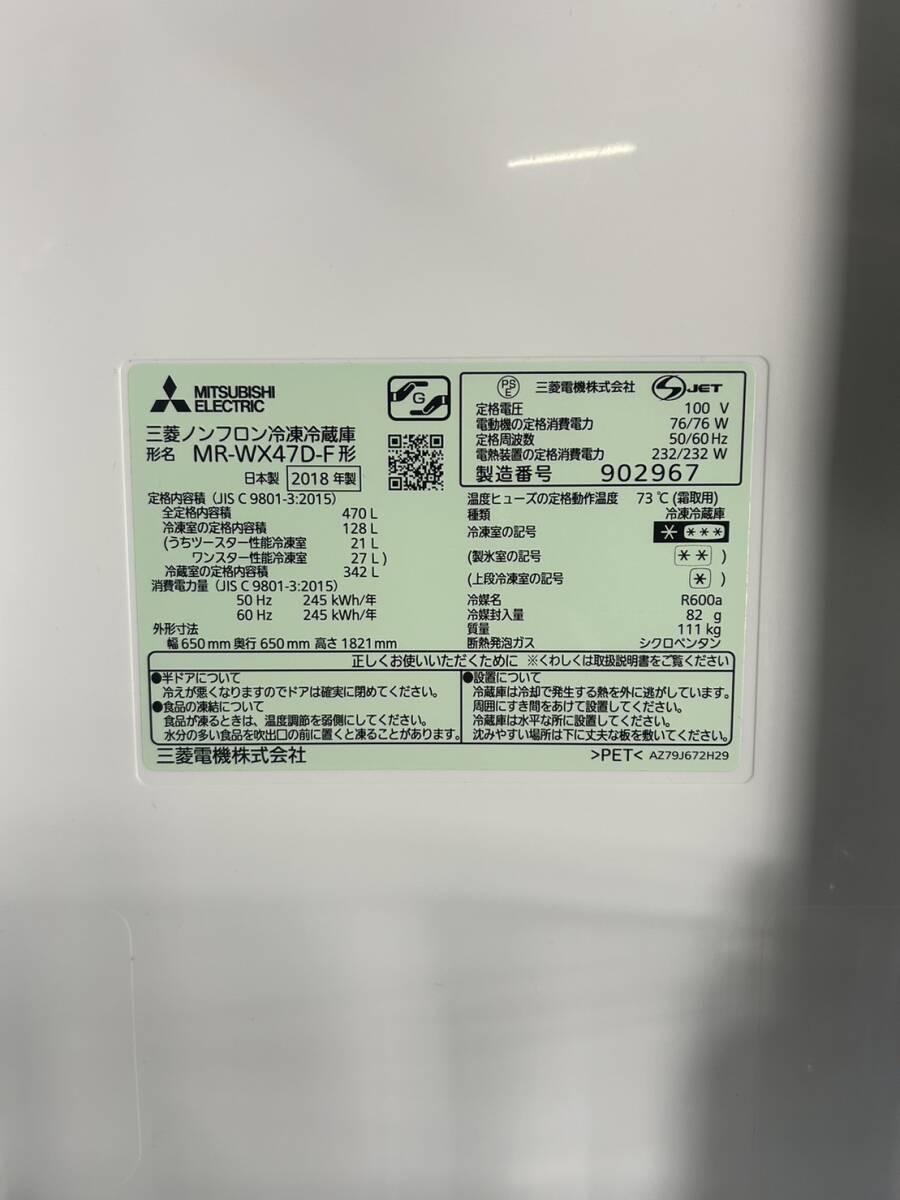 MITSUBISHI
ELECTRIC
G
三菱ノンフロン冷凍冷蔵庫
形名 MR-WX47D-F形
日本製 2018年製
PS
E
三菱電機株式会社 S JET
定格電圧 100 V
電動機の定格消費電力 76/76 W
定格周波数 50/60 Hz
電熱装置の定格消費電力 232/232 W
製造番号 902967
定格内容積(JIS C 9801-3:2015)
全定格内容積 470 L
冷凍室の定格内容積 128 L
(うちツースター性能冷凍室 21 L
ワンスター性能冷凍室 27 L)
冷蔵室の定格内容積 342 L
消費電力量(JIS C 9801-3:2015)
50 Hz 245 kWh/年
60 Hz 245 kWh/年
外形寸法
幅 650 mm 奥行 650 mm 高さ 1821 mm
温度ヒューズの定格動作温度 73℃(霜取用)
種類 冷凍冷蔵庫
冷凍室の記号 * ***
(製氷室の記号 ** )
(上段冷凍室の記号 * )
冷媒名 R600a
冷媒封入量 82 g
質量 111 kg
断熱発泡ガス シクロペンタン
正しくお使いいただくために ※くわしくは取扱説明書をご覧ください
●半ドアについて
冷えが悪くなりますのでドアは確実に閉めてください。
●食品の凍結について
食品が凍るときは、温度調節を弱側にしてください。
水分の多い食品を吹出口の前に置くと凍ることがあります。
●設置について
冷蔵庫は冷却で発生する熱を外に逃がしています。
周囲にすき間をあけて設置してください。
冷蔵庫は水平な所に設置してください。
沈みやすい場所は下に丈夫な板を敷いてください。
三菱電機株式会社 >PET< AZ79J672H29